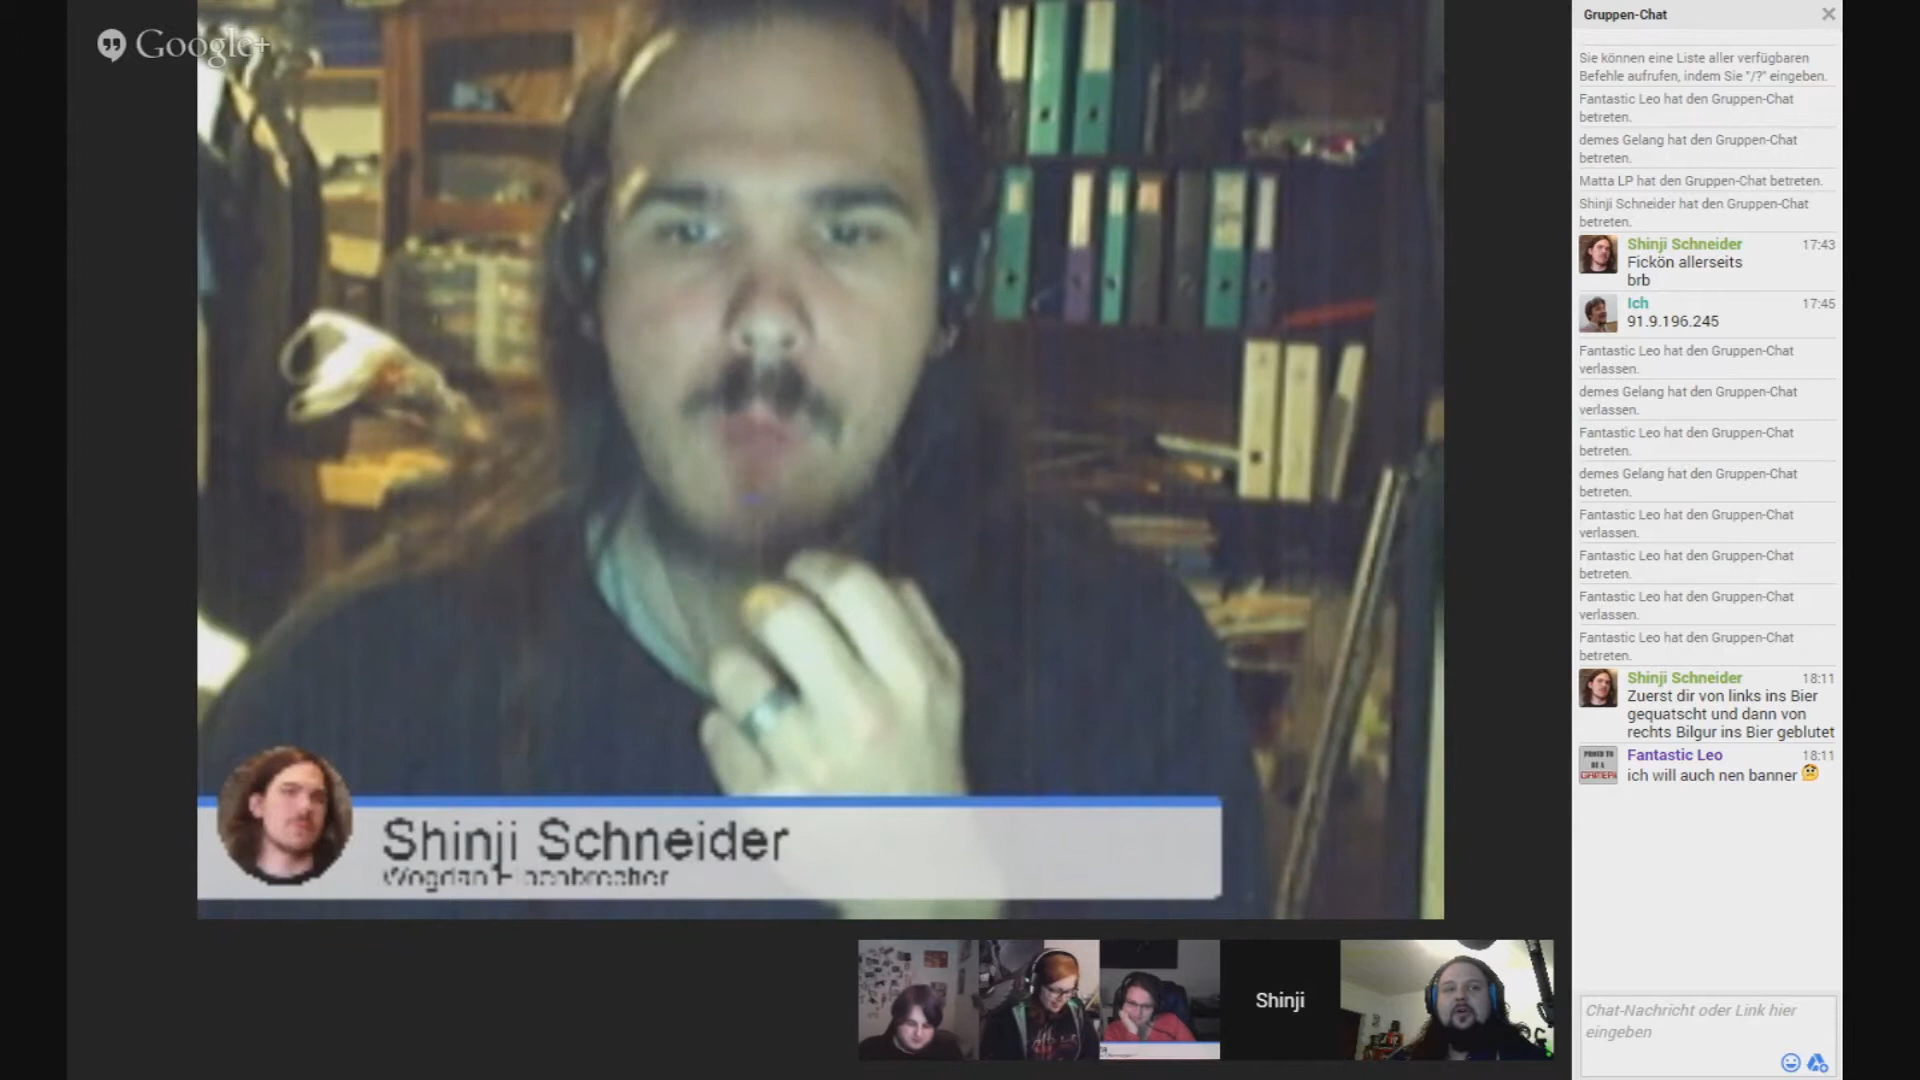 Google+
Gruppen-Chat
Sie können eine Liste aller verfügbaren
Befehle aufrufen, indem Sie "/?" eingeben.
Fantastic Leo hat den Gruppen-Chat
betreten.
demes Gelang hat den Gruppen-Chat
betreten.
Matta LP hat den Gruppen-Chat betreten.
Shinji Schneider hat den Gruppen-Chat
betreten.
Shinji Schneider 17:43
Fickön allerseits
brb
Ich 17:45
91.9.196.245
Fantastic Leo hat den Gruppen-Chat
verlassen.
demes Gelang hat den Gruppen-Chat
verlassen.
Fantastic Leo hat den Gruppen-Chat
betreten.
demes Gelang hat den Gruppen-Chat
betreten.
Fantastic Leo hat den Gruppen-Chat
verlassen.
Fantastic Leo hat den Gruppen-Chat
betreten.
Fantastic Leo hat den Gruppen-Chat
verlassen.
Fantastic Leo hat den Gruppen-Chat
betreten.
Shinji Schneider 18:11
Zuerst dir von links ins Bier
gequatscht und dann von
rechts Bilgur ins Bier geblutet
Fantastic Leo 18:11
ich will auch nen banner
PROUD TO
BE A
GAMER
Chat-Nachricht oder Link hier
eingeben
Shinji Schneider
Shinji